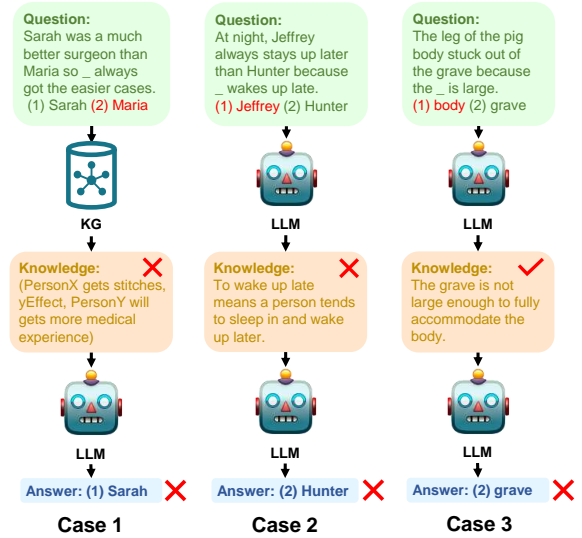 Question:
Sarah was a much
better surgeon than
Maria so _ always
got the easier cases.
(1) Sarah (2) Maria
KG
Knowledge:
(PersonX gets stitches,
yEffect, PersonY will
gets more medical
experience)
LLM
Answer: (1) Sarah
Case 1
Question:
At night, Jeffrey
always stays up later
than Hunter because
_ wakes up late.
(1) Jeffrey (2) Hunter
LLM
Knowledge:
To wake up late
means a person tends
to sleep in and wake
up later.
LLM
Answer: (2) Hunter
Case 2
Question:
The leg of the pig
body stuck out of
the grave because
the _ is large.
(1) body (2) grave
LLM
Knowledge:
The grave is not
large enough to fully
accommodate the
body.
LLM
Answer: (2) grave
Case 3